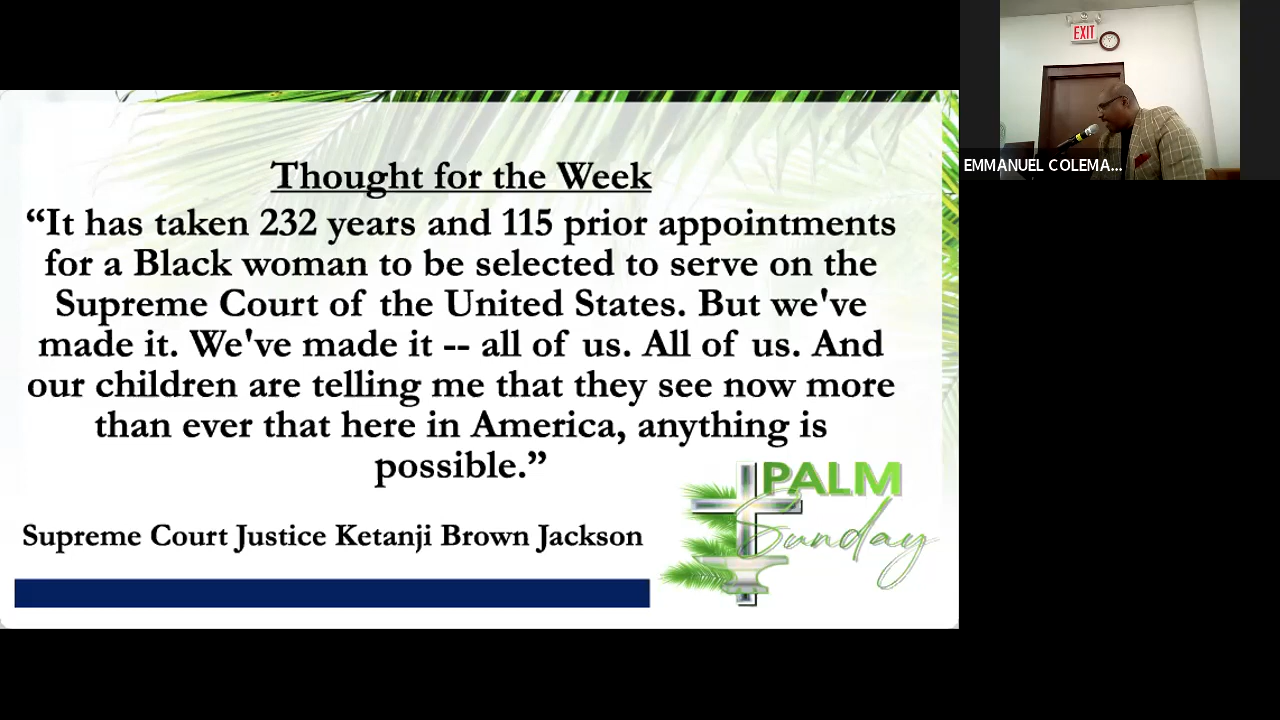 Thought for the Week
“It has taken 232 years and 115 prior appointments
for a Black woman to be selected to serve on the
Supreme Court of the United States. But we've
made it. We've made it -- all of us. All of us. And
our children are telling me that they see now more
than ever that here in America, anything is
possible.”
Supreme Court Justice Ketanji Brown Jackson
PALM
Sunday
EXIT
EMMANUEL COLEMA...